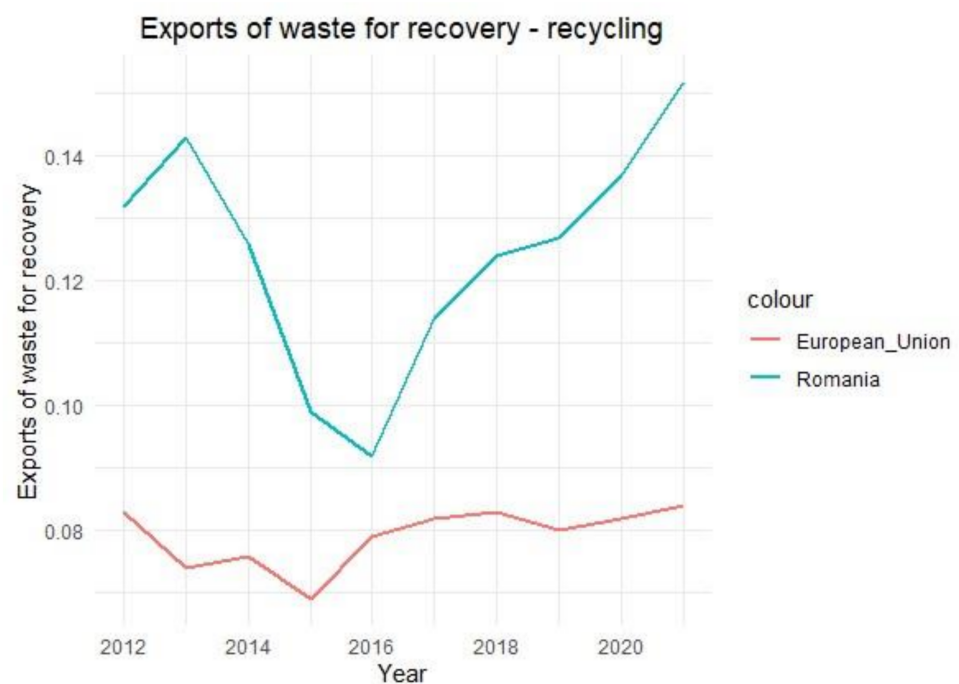 Exports of waste for recovery - recycling
Exports of waste for recovery
0.14
0.12
0.10
0.08
2012 2014 2016 2018 2020
Year
colour
European_Union
Romania